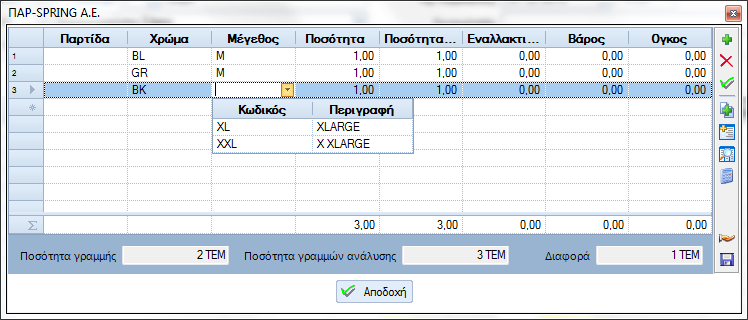 ΠΑΡ-SPRING Α.Ε.
Παρτίδα Χρώμα Μέγεθος Ποσότητα Ποσότητα... Εναλλακτι... Βάρος Ογκος
1 BL M 1,00 1,00 0,00 0,00 0,00
2 GR M 1,00 1,00 0,00 0,00 0,00
3 BK 1,00 1,00 0,00 0,00 0,00
Κωδικός Περιγραφή
XL XLARGE
XXL X XLARGE
Σ 3,00 3,00 0,00 0,00 0,00
Ποσότητα γραμμής 2 ΤΕΜ Ποσότητα γραμμών ανάλυσης 3 ΤΕΜ Διαφορά 1 ΤΕΜ
Αποδοχή